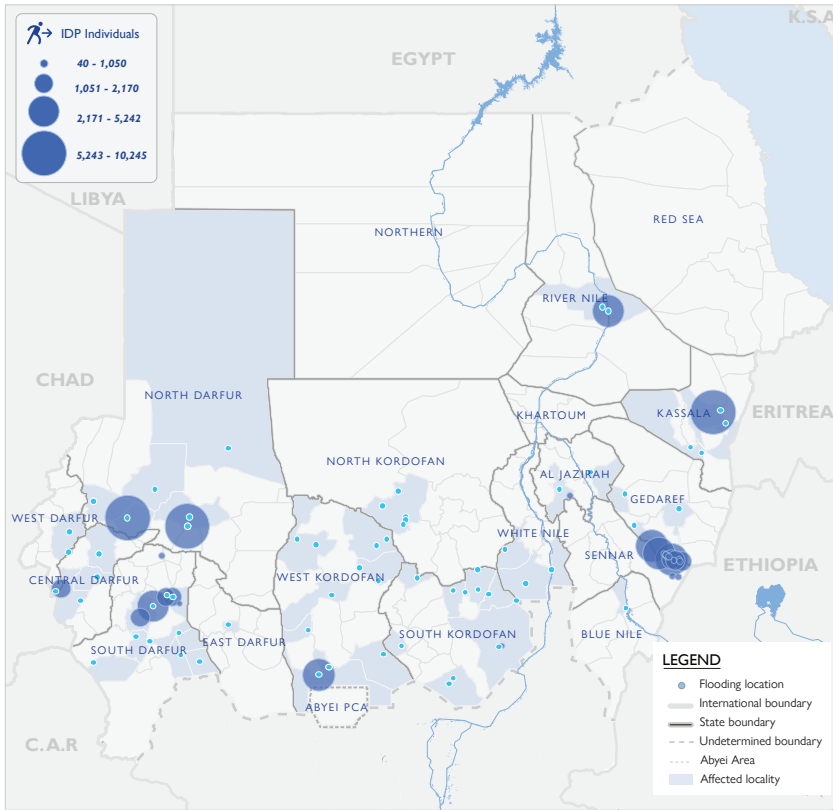 IDP Individuals
40 - 1,050
1,051 - 2,170
2,171 - 5,242
5,243 - 10,245
K.S.A
EGYPT
LIBYA
RED SEA
NORTHERN
RIVER NILE
CHAD
NORTH DARFUR
KHARTOUM
KASSALA
ERITREA
NORTH KORDOFAN
AL JAZIRAH
GEDAREF
WEST DARFUR
WHITE NILE
SENNAR
ETHIOPIA
CENTRAL DARFUR
WEST KORDOFAN
SOUTH KORDOFAN
BLUE NILE
SOUTH DARFUR
EAST DARFUR
ABYEI PCA
C.A.R
LEGEND
Flooding location
International boundary
State boundary
Undetermined boundary
Abyei Area
Affected locality